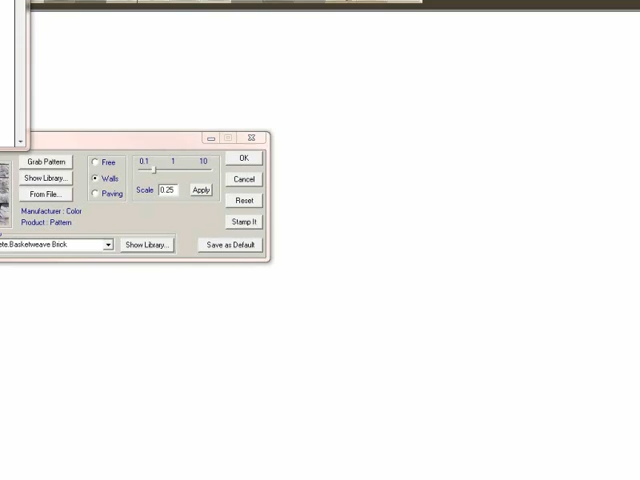 Grab Pattern
Show Library...
From File...
Free
Walls
Paving
0.1 1 10
Scale 0.25 Apply
OK
Cancel
Reset
Stamp It
Manufacturer : Color
Product : Pattern
ete.Basketweave Brick
Show Library...
Save as Default